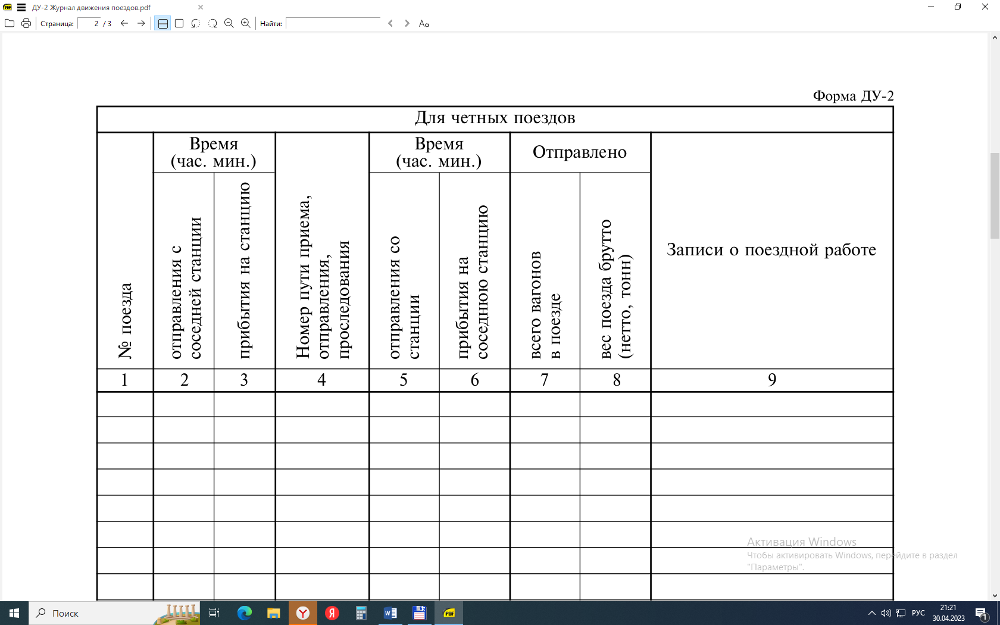 ДУ-2 Журнал движения поездов.pdf
Страница: 2 / 3 Найти: Aa
Форма ДУ-2
Для четных поездов
Время
(час. мин.)
Время
(час. мин.)
Отправлено
№ поезда
отправления с
соседней станции
прибытия на станцию
Номер пути приема,
отправления,
проследования
отправления со
станции
прибытия на
соседнюю станцию
всего вагонов
в поезде
вес поезда брутто
(нетто, тонн)
Записи о поездной работе
1 2 3 4 5 6 7 8 9
Активация Windows
Чтобы активировать Windows, перейдите в раздел
"Параметры".
Поиск
РУС
21:21
30.04.2023
1